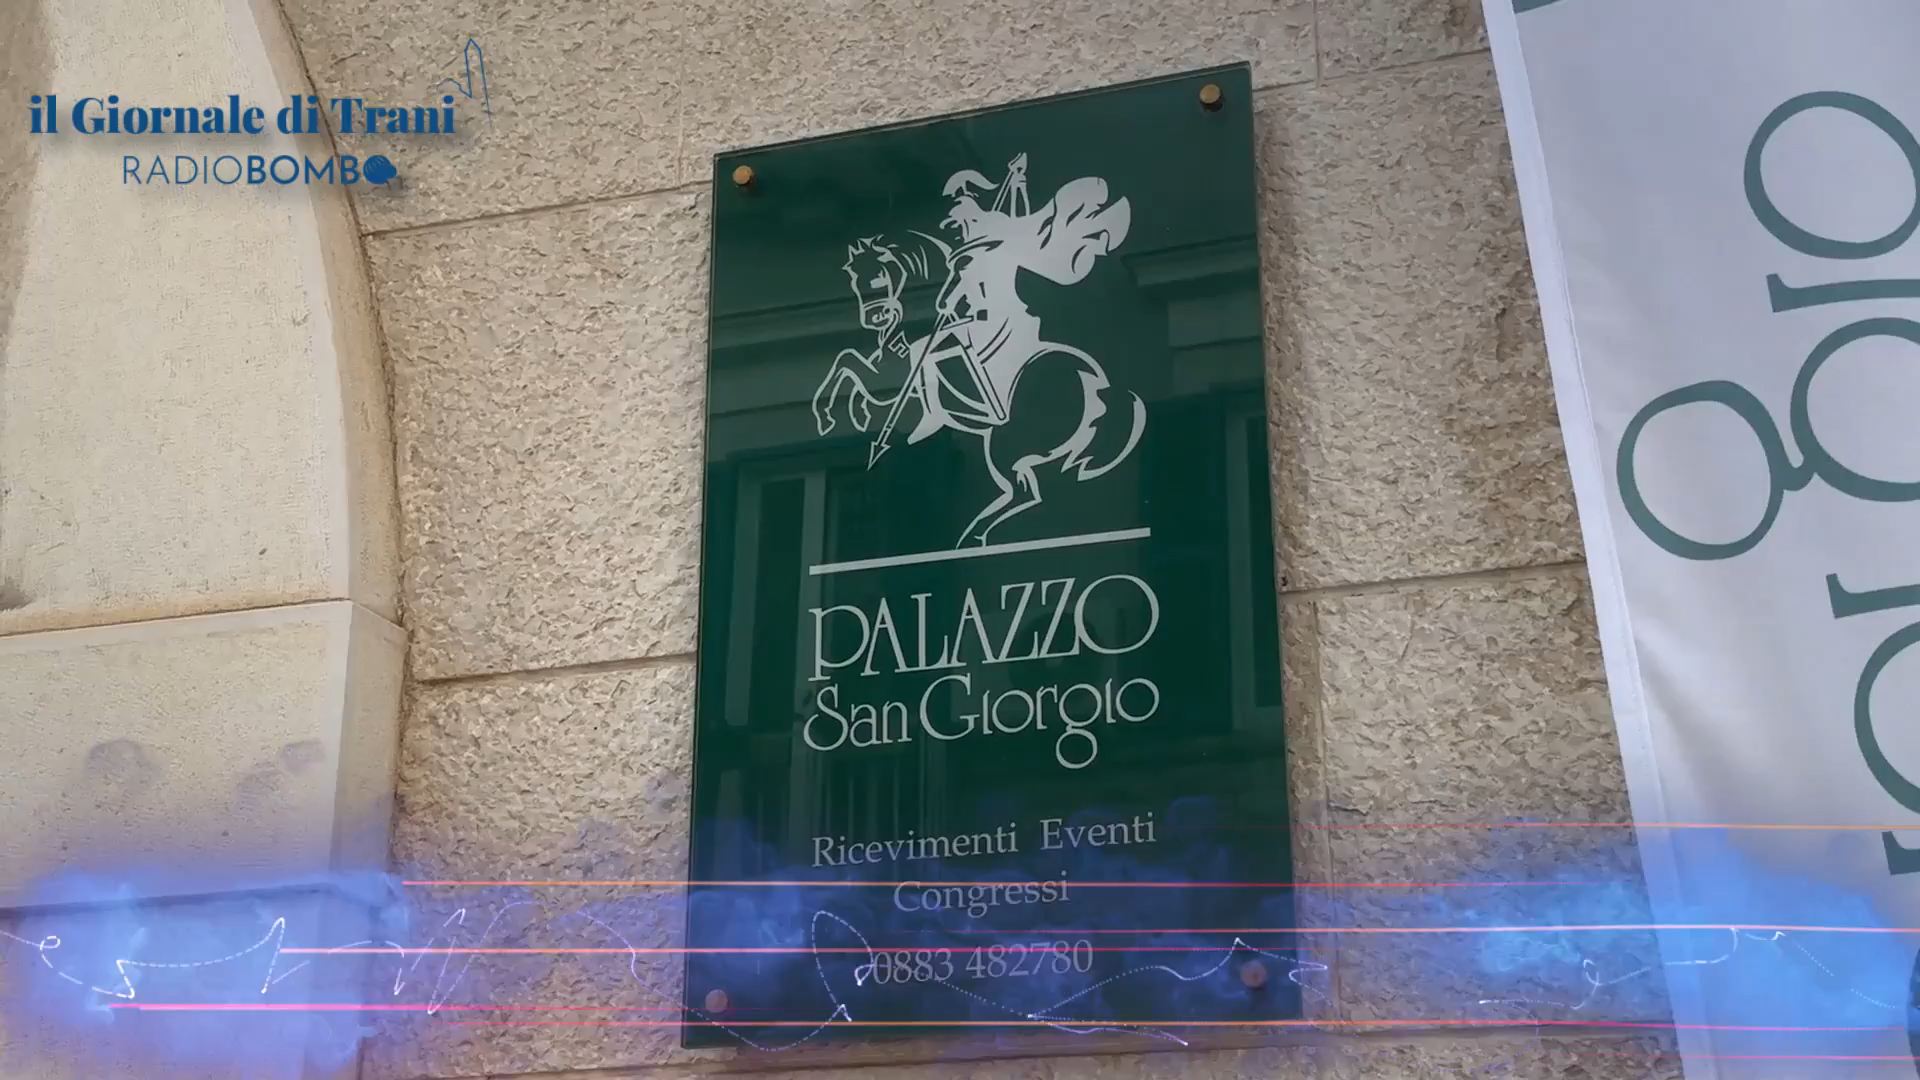 il Giornale di Trani
RADIOBOMBO
PALAZZO
San Giorgio
Ricevimenti Eventi
Congressi
0883 482780
giorgio